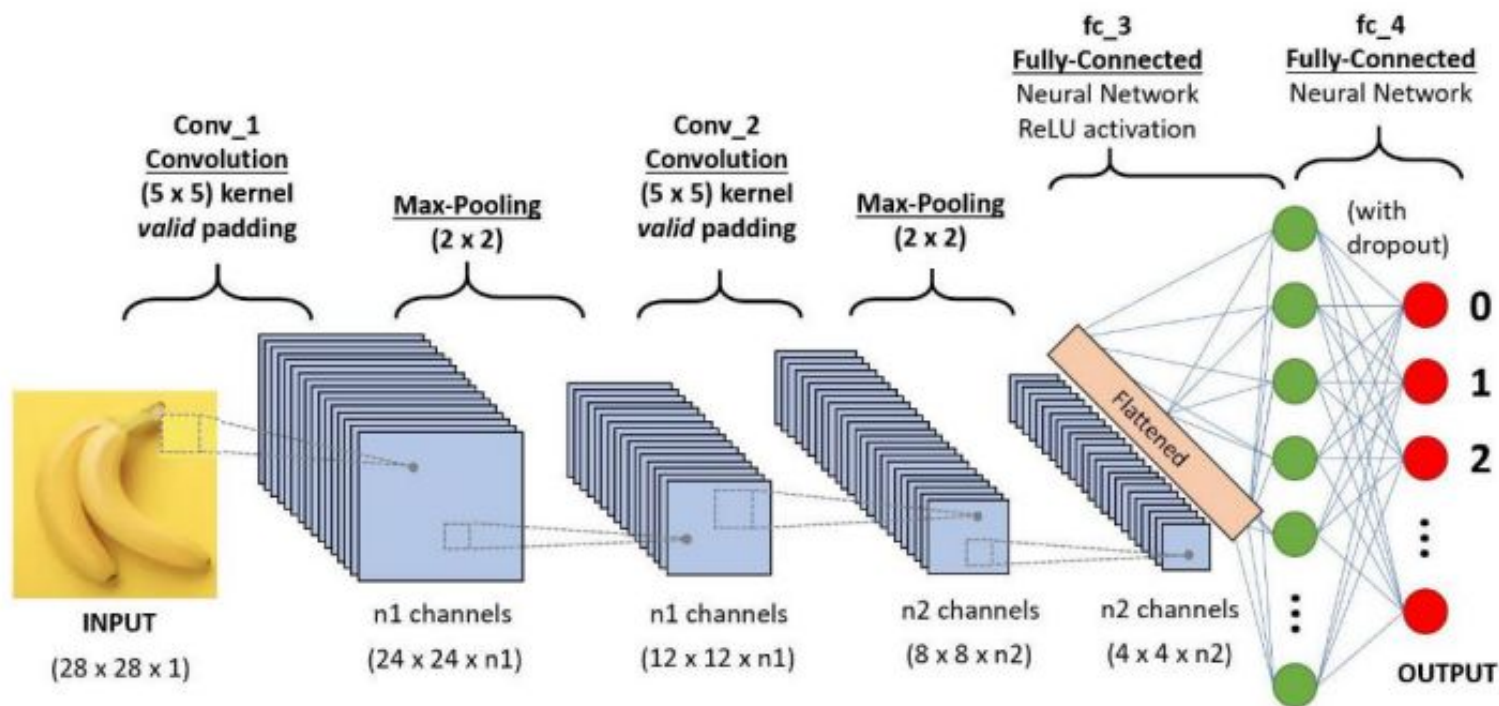 Conv_1
Convolution
(5 x 5) kernel
valid padding
Max-Pooling
(2 x 2)
Conv_2
Convolution
(5 x 5) kernel
valid padding
Max-Pooling
(2 x 2)
fc_3
Fully-Connected
Neural Network
ReLU activation
fc_4
Fully-Connected
Neural Network
(with
dropout)
Flattened
0
1
2
INPUT
(28 x 28 x 1)
n1 channels
(24 x 24 x n1)
n1 channels
(12 x 12 x n1)
n2 channels
(8 x 8 x n2)
n2 channels
(4 x 4 x n2)
OUTPUT